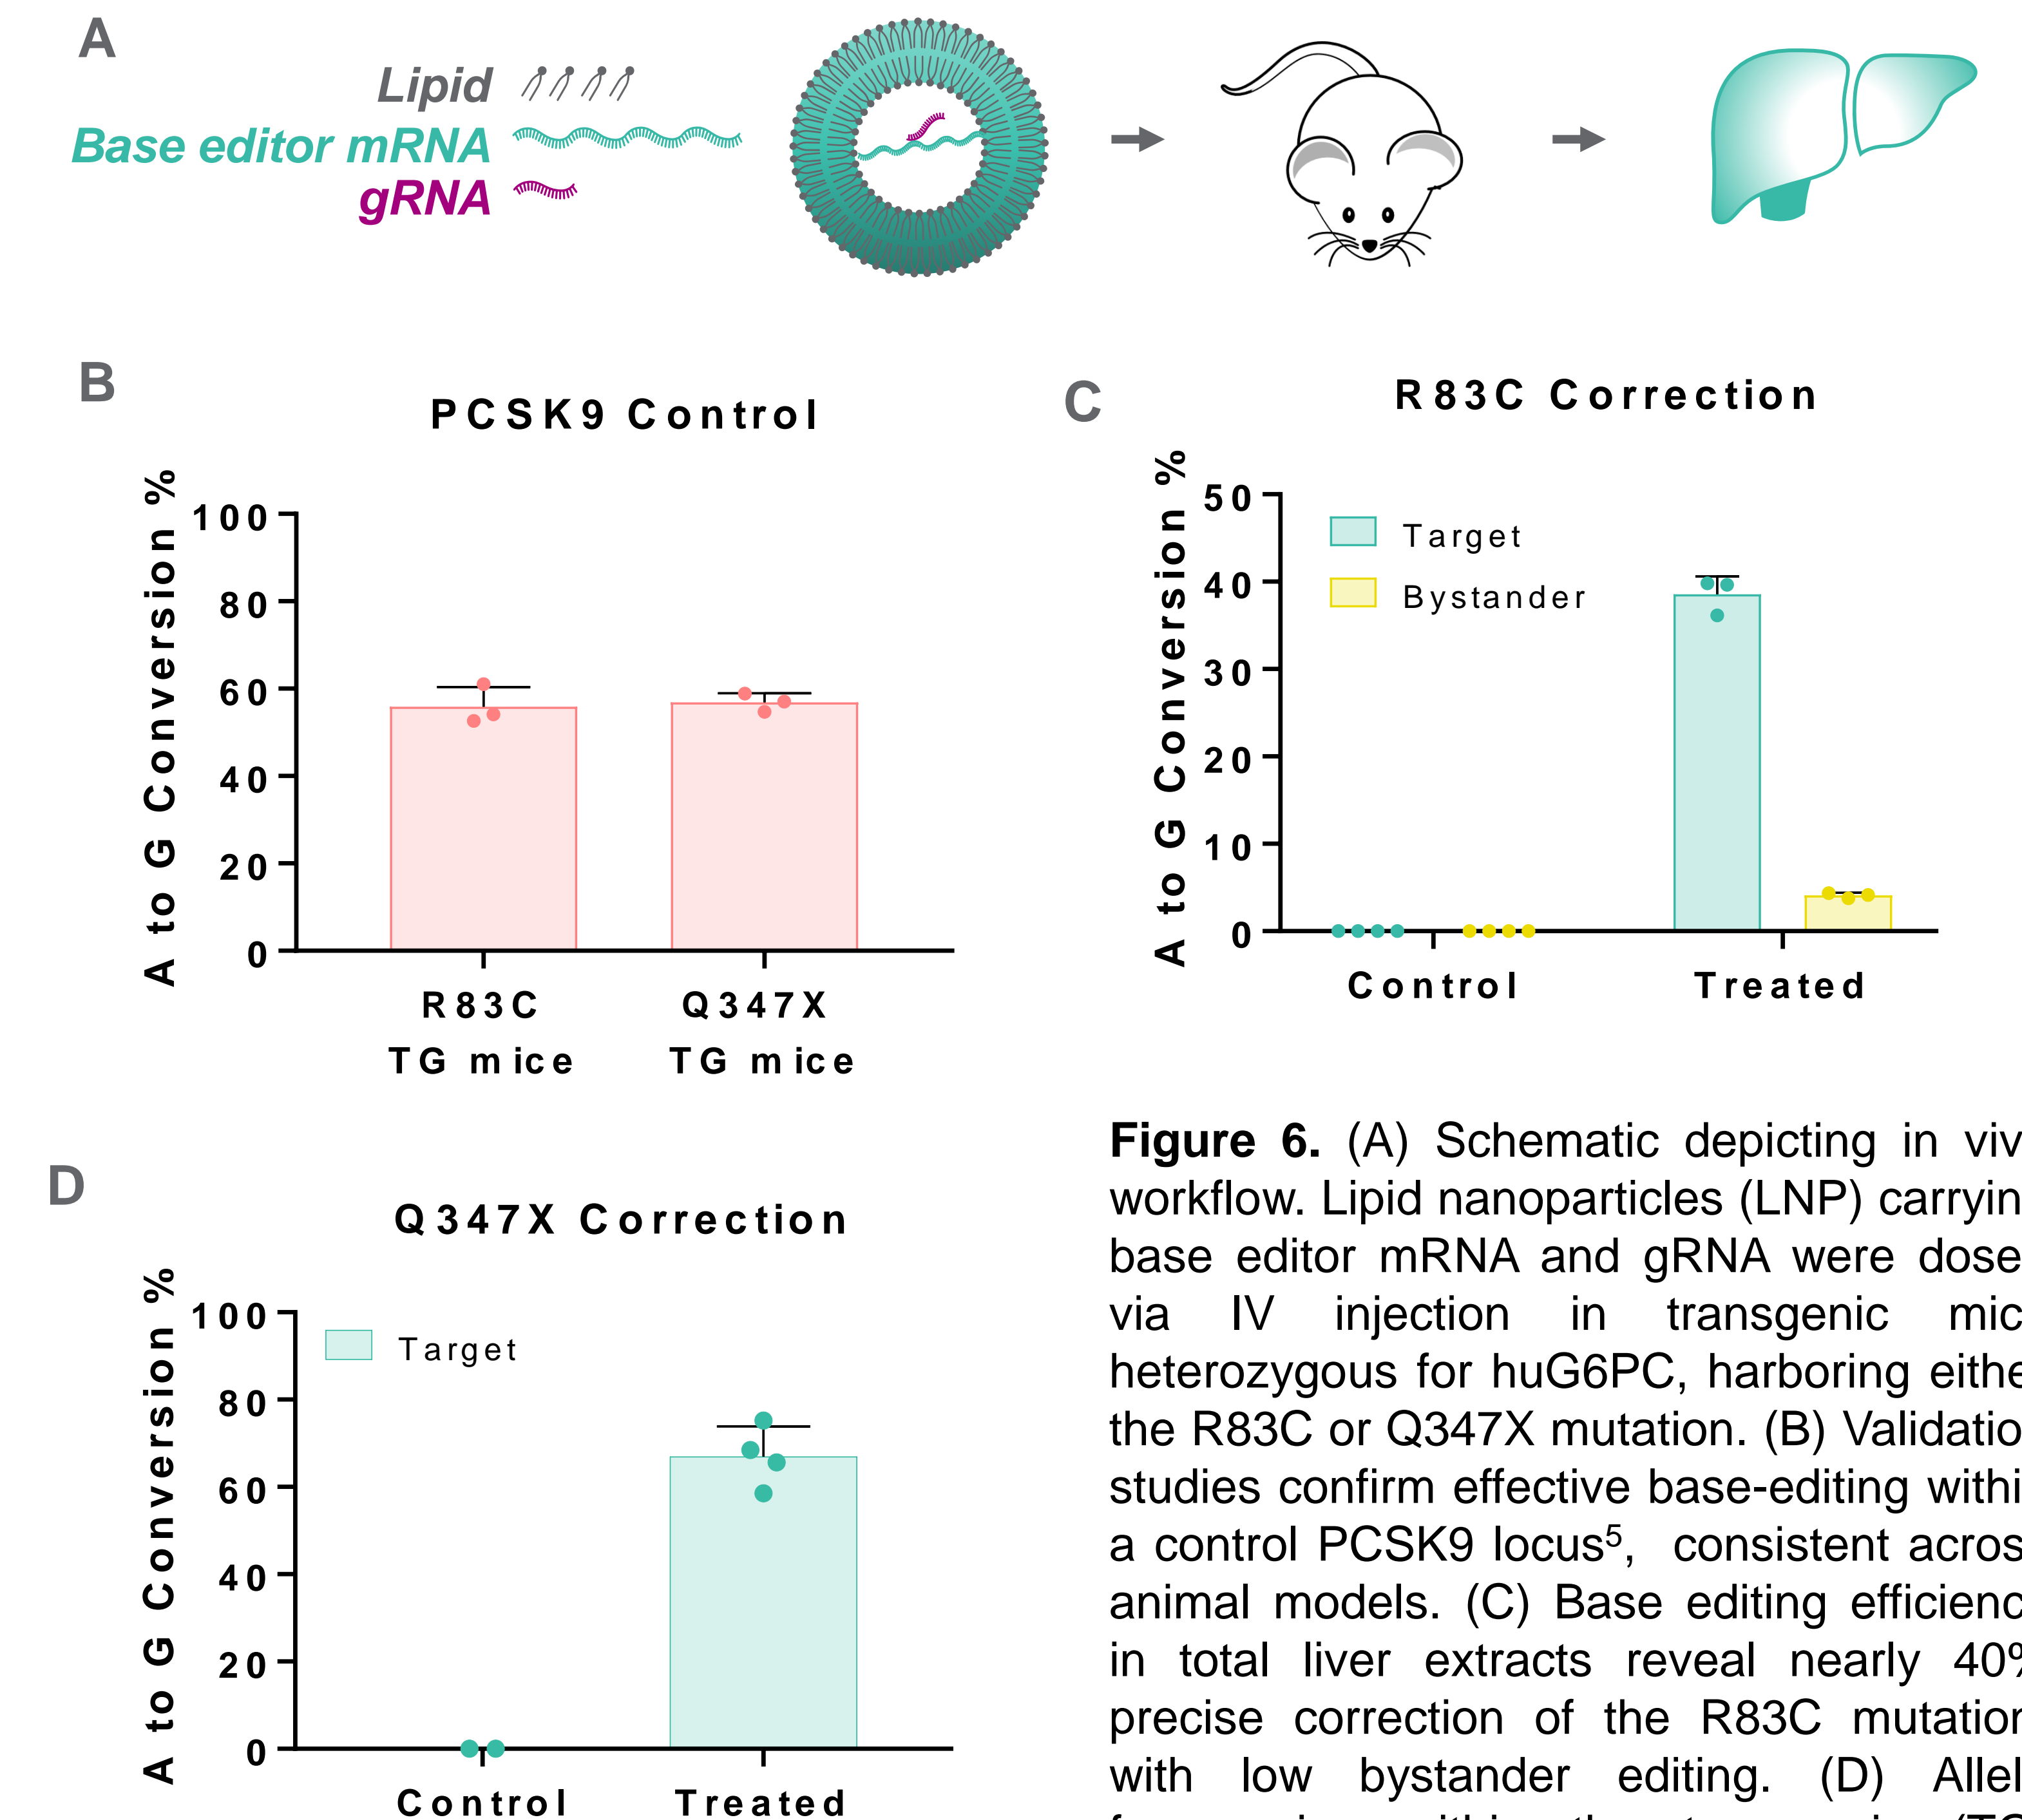 A
Lipid
Base editor mRNA
gRNA
B
PCSK9 Control
A to G Conversion %
100
80
60
40
20
0
R83C
TG mice
Q347X
TG mice
C
R83C Correction
A to G Conversion %
50
40
30
20
10
0
Target
Bystander
Control
Treated
D
Q347X Correction
A to G Conversion %
100
80
60
40
20
0
Target
Control
Treated
Figure 6. (A) Schematic depicting in viv
workflow. Lipid nanoparticles (LNP) carryin
base editor mRNA and gRNA were dose
via IV injection in transgenic mic
heterozygous for huG6PC, harboring eithe
the R83C or Q347X mutation. (B) Validatio
studies confirm effective base-editing withi
a control PCSK9 locus⁵, consistent acros
animal models. (C) Base editing efficienc
in total liver extracts reveal nearly 40%
precise correction of the R83C mutation
with low bystander editing. (D) Allel